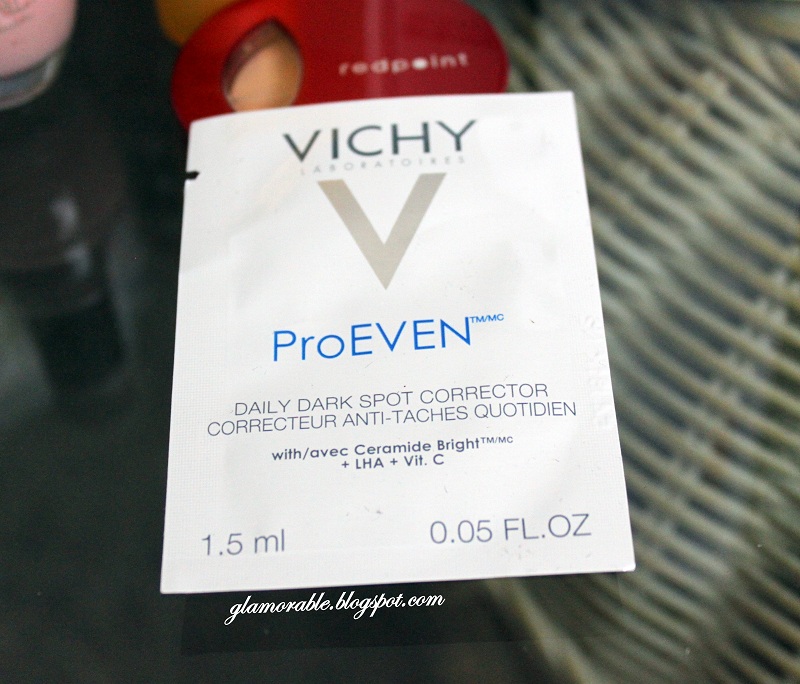 redpoint
VICHY
LABORATOIRES
ProEVEN™/MC
DAILY DARK SPOT CORRECTOR
CORRECTEUR ANTI-TACHES QUOTIDIEN
with/avec Ceramide Bright™/MC
+ LHA + Vit. C
1.5 ml 0.05 FL.OZ
glamorable.blogspot.com